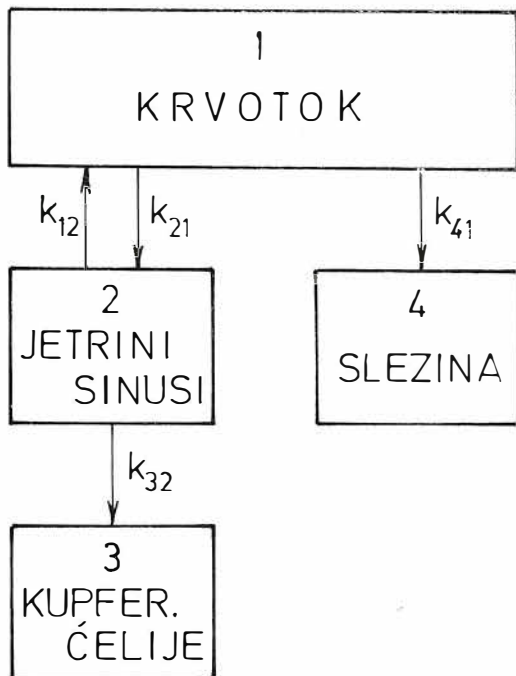 1
KRVOTOK
k12
k21
k41
2
JETRINI
SINUSI
4
SLEZINA
k32
3
KUPFER.
ĆELIJE